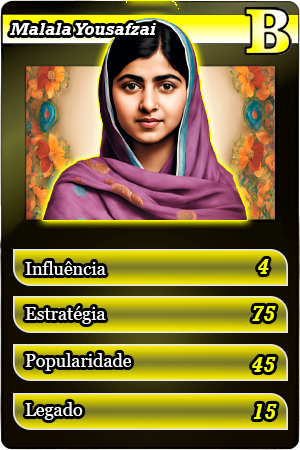 Malala Yousafzai
B
Influência 4
Estratégia 75
Popularidade 45
Legado 15